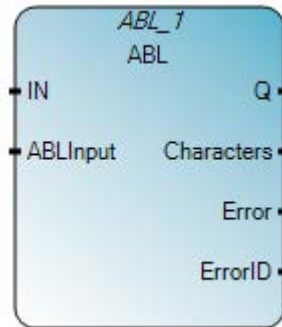 ABL_1
ABL
IN Q
ABLInput Characters
Error
ErrorID